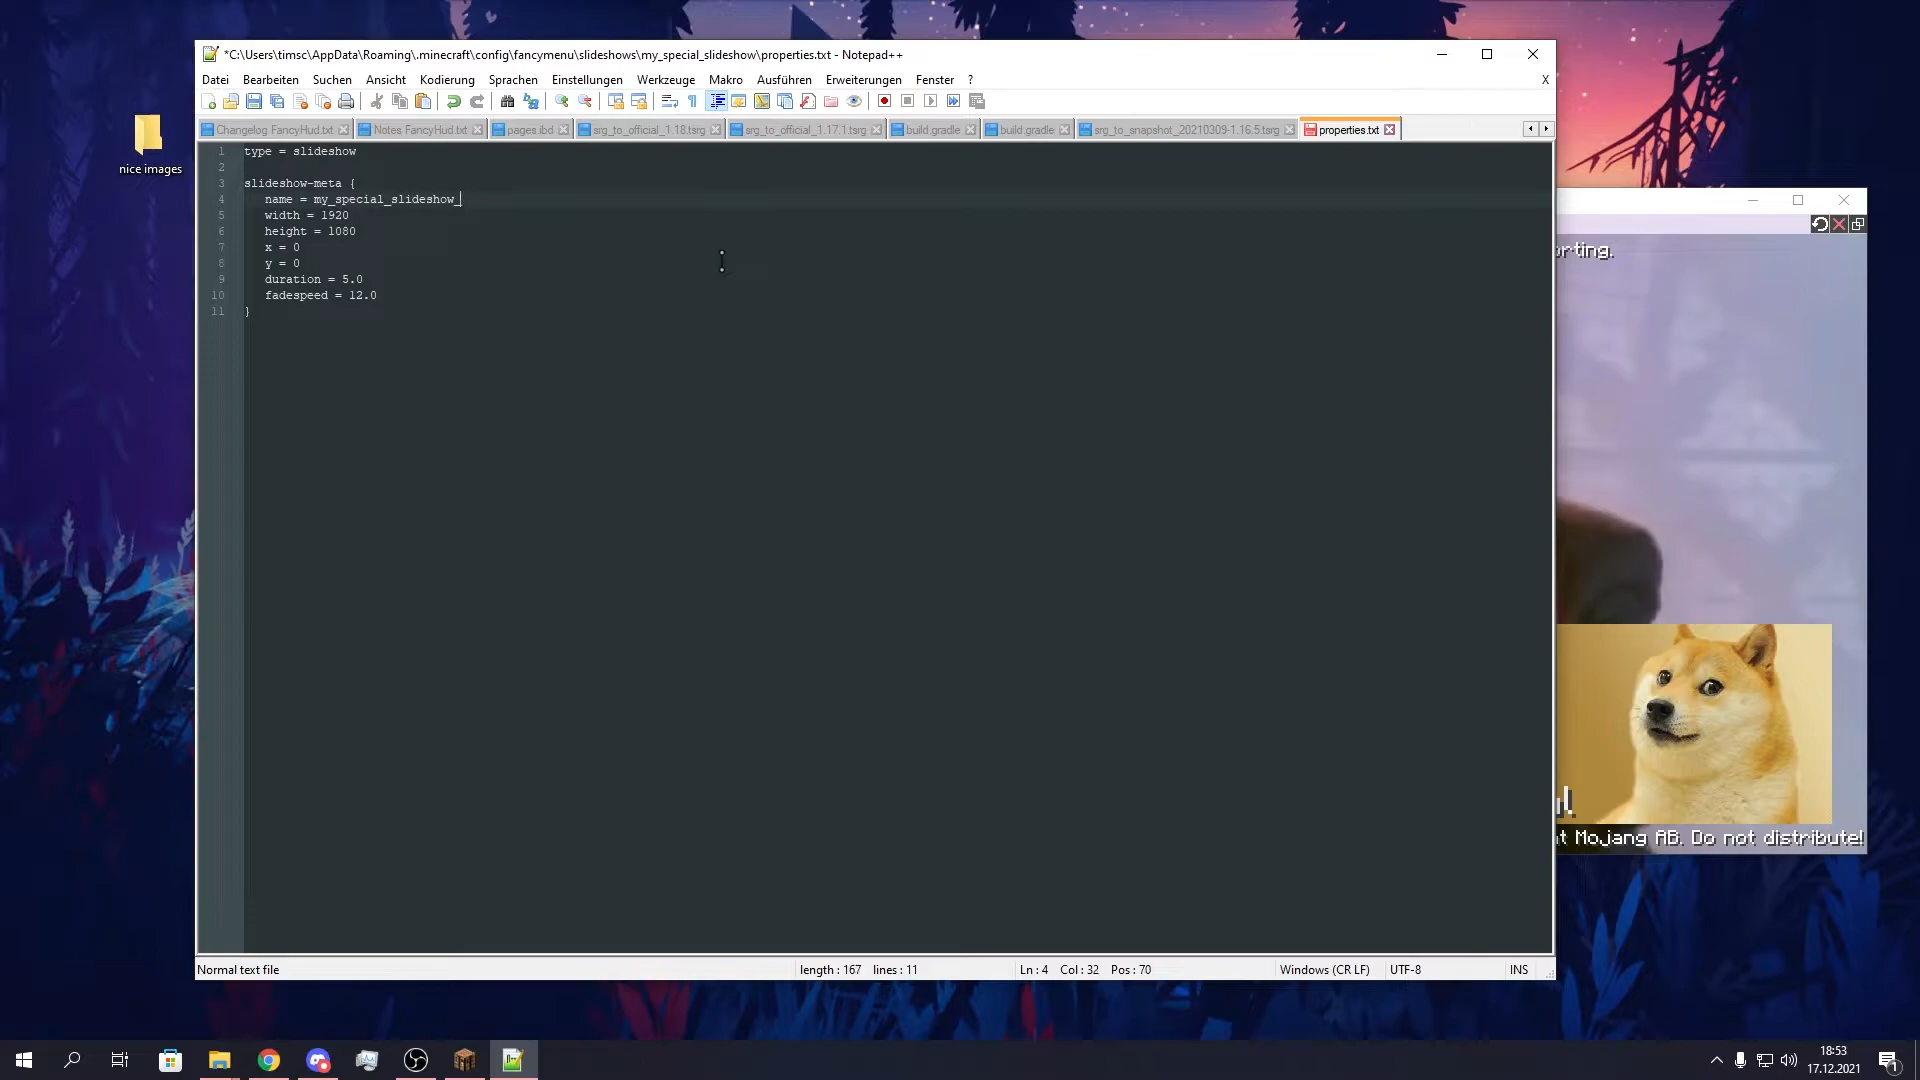 *C:\Users\timsc\AppData\Roaming\.minecraft\config\fancymenu\slideshows\my_special_slideshow\properties.txt - Notepad++
Datei Bearbeiten Suchen Ansicht Kodierung Sprachen Einstellungen Werkzeuge Makro Ausführen Erweiterungen Fenster ? X
Changelog FancyHud.txt Notes FancyHud.txt pages.ibd srg_to_official_1.18.tsrg srg_to_official_1.17.1.tsrg build.gradle build.gradle srg_to_snapshot_20210309-1.16.5.tsrg properties.txt
1 type = slideshow
2
3 slideshow-meta {
4 name = my_special_slideshow_
5 width = 1920
6 height = 1080
7 x = 0
8 y = 0
9 duration = 5.0
10 fadespeed = 12.0
11 }
Normal text file length : 167 lines : 11 Ln : 4 Col : 32 Pos : 70 Windows (CR LF) UTF-8 INS
nice images
orting.
Mojang AB. Do not distribute!
18:53
17.12.2021
1